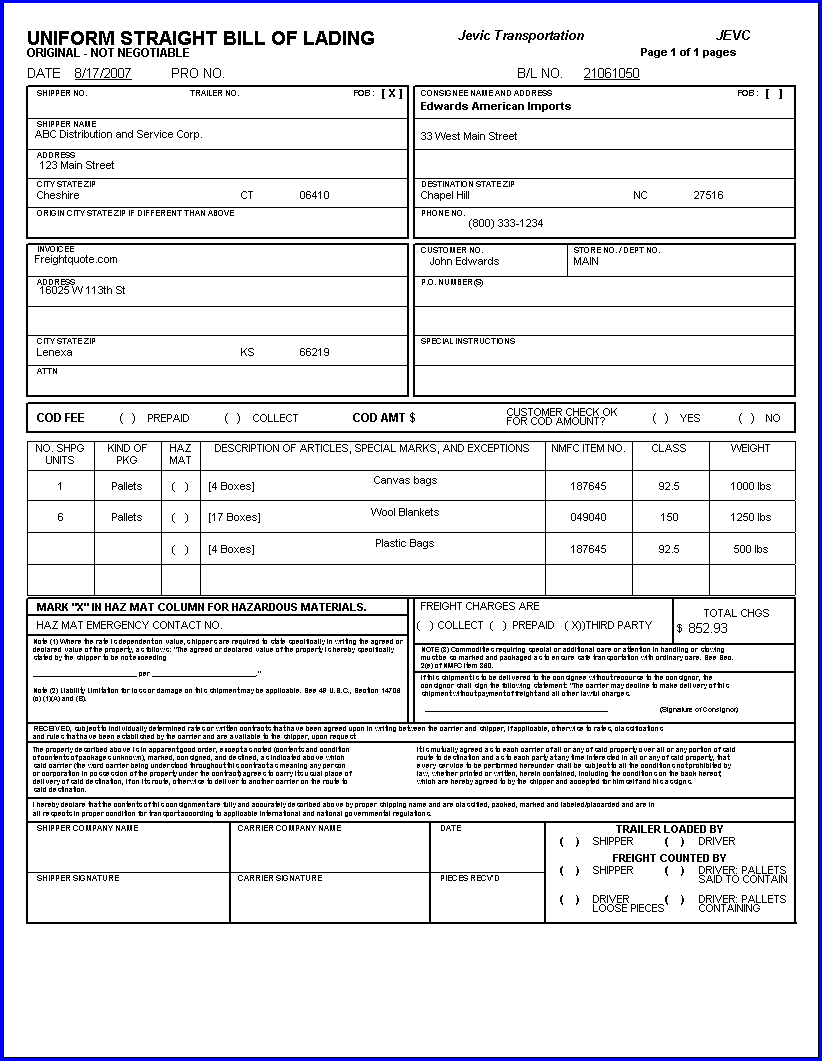 UNIFORM STRAIGHT BILL OF LADING
Jevic Transportation JEVC
ORIGINAL - NOT NEGOTIABLE
Page 1 of 1 pages
DATE 8/17/2007 PRO NO. B/L NO. 21061050
SHIPPER NO. TRAILER NO. FOB : [ X ]
SHIPPER NAME
ABC Distribution and Service Corp.
ADDRESS
123 Main Street
CITY STATE ZIP
Cheshire CT 06410
ORIGIN CITY STATE ZIP IF DIFFERENT THAN ABOVE
CONSIGNEE NAME AND ADDRESS FOB : [ ]
Edwards American Imports
33 West Main Street
DESTINATION STATE ZIP
Chapel Hill NC 27516
PHONE NO.
(800) 333-1234
INVOICEE
Freightquote.com
ADDRESS
16025 W 113th St
CITY STATE ZIP
Lenexa KS 66219
ATTN
CUSTOMER NO. STORE NO. / DEPT NO.
John Edwards MAIN
P.O. NUMBER(S)
SPECIAL INSTRUCTIONS
COD FEE ( ) PREPAID ( ) COLLECT COD AMT $ CUSTOMER CHECK OK FOR COD AMOUNT? ( ) YES ( ) NO
NO. SHPG UNITS KIND OF PKG HAZ MAT DESCRIPTION OF ARTICLES, SPECIAL MARKS, AND EXCEPTIONS NMFC ITEM NO. CLASS WEIGHT
1 Pallets ( ) [4 Boxes] Canvas bags 187645 92.5 1000 lbs
6 Pallets ( ) [17 Boxes] Wool Blankets 049040 150 1250 lbs
( ) [4 Boxes] Plastic Bags 187645 92.5 500 lbs
MARK "X" IN HAZ MAT COLUMN FOR HAZARDOUS MATERIALS.
HAZ MAT EMERGENCY CONTACT NO.
Note (1) Where the rate is dependent on value, shippers are required to state specifically in writing the agreed or
declared value of the property, as follows: "The agreed or declared value of the property is hereby specifically
stated by the shipper to be not exceeding
____________ per ____________."
Note (2) Liability Limitation for loss or damage on this shipment may be applicable. See 49 U.S.C., Section 14706
(c) (1)(A) and (B).
FREIGHT CHARGES ARE
( ) COLLECT ( ) PREPAID ( X))THIRD PARTY
TOTAL CHGS
$ 852.93
NOTE (3) Commodities requiring special or additional care or attention in handling or stowing
must be so marked and packaged as to ensure safe transportation with ordinary care. See Sec.
2(e) of NMFC Item 360.
If this shipment is to be delivered to the consignee without recourse to the consignor, the
consignor shall sign the following statement: "The carrier may decline to make delivery of this
shipment without payment of freight and all other lawful charges.
(Signature of Consignor)
RECEIVED, subject to individually determined rates or written contracts that have been agreed upon in writing between the carrier and shipper, if applicable, otherwise to rates, classifications
and rules that have been established by the carrier and are available to the shipper, upon request
The property described above is in apparent good order, except as noted (contents and condition
of contents of packages unknown), marked, consigned, and destined, as indicated above which
said carrier (the word carrier being understood throughout this contract as meaning any person
or corporation in possession of the property under the contract) agrees to carry its usual place of
delivery of said destination, if on its route, otherwise to deliver to another carrier on the route to
said destination.
It is mutually agreed as to each carrier of all or any of said property over all or any portion of said
route to destination and as to each party at any time interested in all or any of said property, that
every service to be performed hereunder shall be subject to all the condition not prohibited by
law, whether printed or written, herein contained, including the conditions on the back hereof,
which are hereby agreed to by the shipper and accepted for himself and his assigns.
I hereby declare that the contents of this consignment are fully and accurately described above by proper shipping name and are classified, packed, marked and labeled/placarded and are in
all respects in proper condition for transport according to applicable international and national governmental regulations.
SHIPPER COMPANY NAME CARRIER COMPANY NAME DATE
SHIPPER SIGNATURE CARRIER SIGNATURE PIECES RECV'D
TRAILER LOADED BY
( ) SHIPPER ( ) DRIVER
FREIGHT COUNTED BY
( ) SHIPPER ( ) DRIVER: PALLETS SAID TO CONTAIN
( ) DRIVER LOOSE PIECES ( ) DRIVER: PALLETS CONTAINING